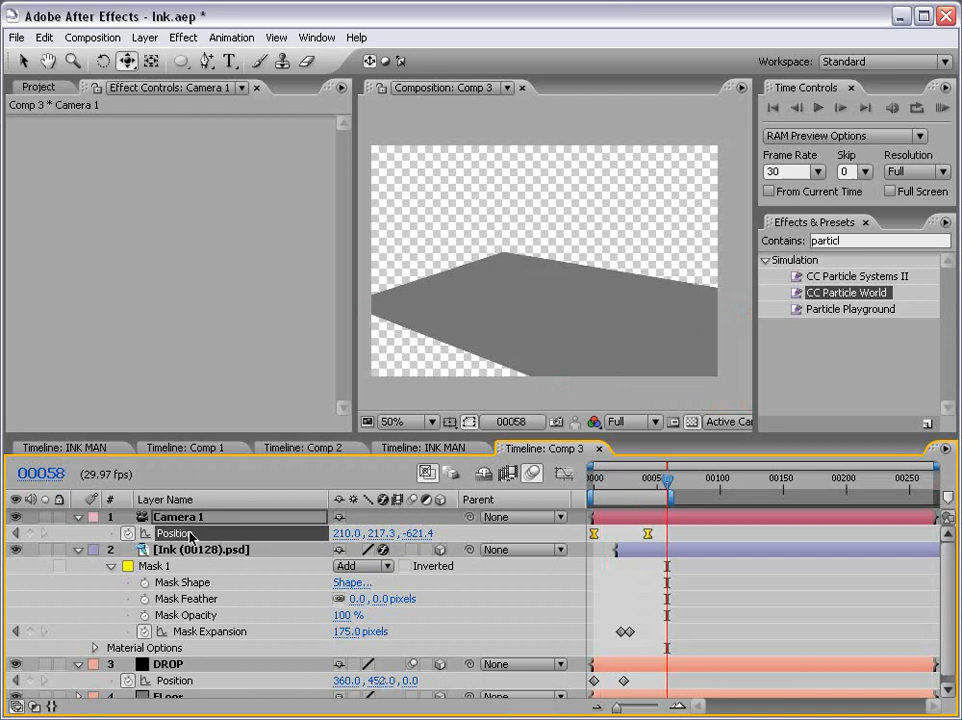 Adobe After Effects - Ink.aep *
File Edit Composition Layer Effect Animation View Window Help
Workspace: Standard
Project Effect Controls: Camera 1
Comp 3 * Camera 1
Composition: Comp 3
50% 00058 Full Active Car
Time Controls
RAM Preview Options
Frame Rate Skip Resolution
30 0 Full
From Current Time Full Screen
Effects & Presets
Contains: particl
Simulation
CC Particle Systems II
CC Particle World
Particle Playground
Timeline: INK MAN Timeline: Comp 1 Timeline: Comp 2 Timeline: INK MAN Timeline: Comp 3
00058 (29.97 fps)
0000 0005 00100 00150 00200 00250
# Layer Name Parent
1 Camera 1 None
Position 210.0, 217.3, -621.4
2 [Ink (00128).psd] None
Mask 1 Add Inverted
Mask Shape Shape...
Mask Feather 0.0, 0.0 pixels
Mask Opacity 100 %
Mask Expansion 175.0 pixels
Material Options
3 DROP None
Position 360.0, 452.0, 0.0
4 Floor None